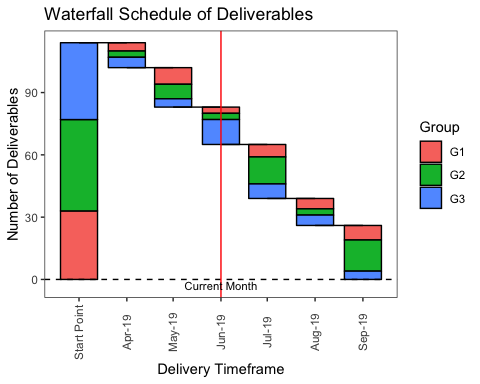 Waterfall Schedule of Deliverables
Number of Deliverables
90
60
30
0
Current Month
Start Point
Apr-19
May-19
Jun-19
Jul-19
Aug-19
Sep-19
Delivery Timeframe
Group
G1
G2
G3